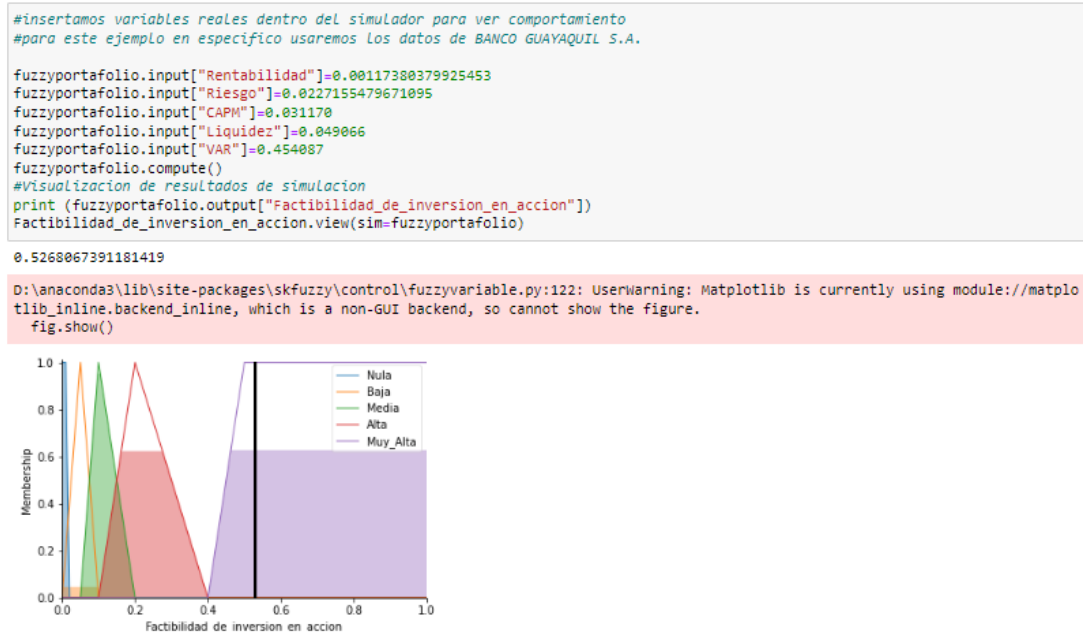 #insertamos variables reales dentro del simulador para ver comportamiento
#para este ejemplo en especifico usaremos los datos de BANCO GUAYAQUIL S.A.
fuzzyportafolio.input["Rentabilidad"]=0.00117380379925453
fuzzyportafolio.input["Riesgo"]=0.0227155479671095
fuzzyportafolio.input["CAPM"]=0.031170
fuzzyportafolio.input["Liquidez"]=0.049066
fuzzyportafolio.input["VAR"]=0.454087
fuzzyportafolio.compute()
#Visualizacion de resultados de simulacion
print (fuzzyportafolio.output["Factibilidad_de_inversion_en_accion"])
Factibilidad_de_inversion_en_accion.view(sim=fuzzyportafolio)
0.5268067391181419
D:\anaconda3\lib\site-packages\skfuzzy\control\fuzzyvariable.py:122: UserWarning: Matplotlib is currently using module://matplo
tlib_inline.backend_inline, which is a non-GUI backend, so cannot show the figure.
fig.show()
1.0
0.8
0.6
0.4
0.2
0.0
Membership
Nula
Baja
Media
Alta
Muy_Alta
0.0 0.2 0.4 0.6 0.8 1.0
Factibilidad de inversion en accion